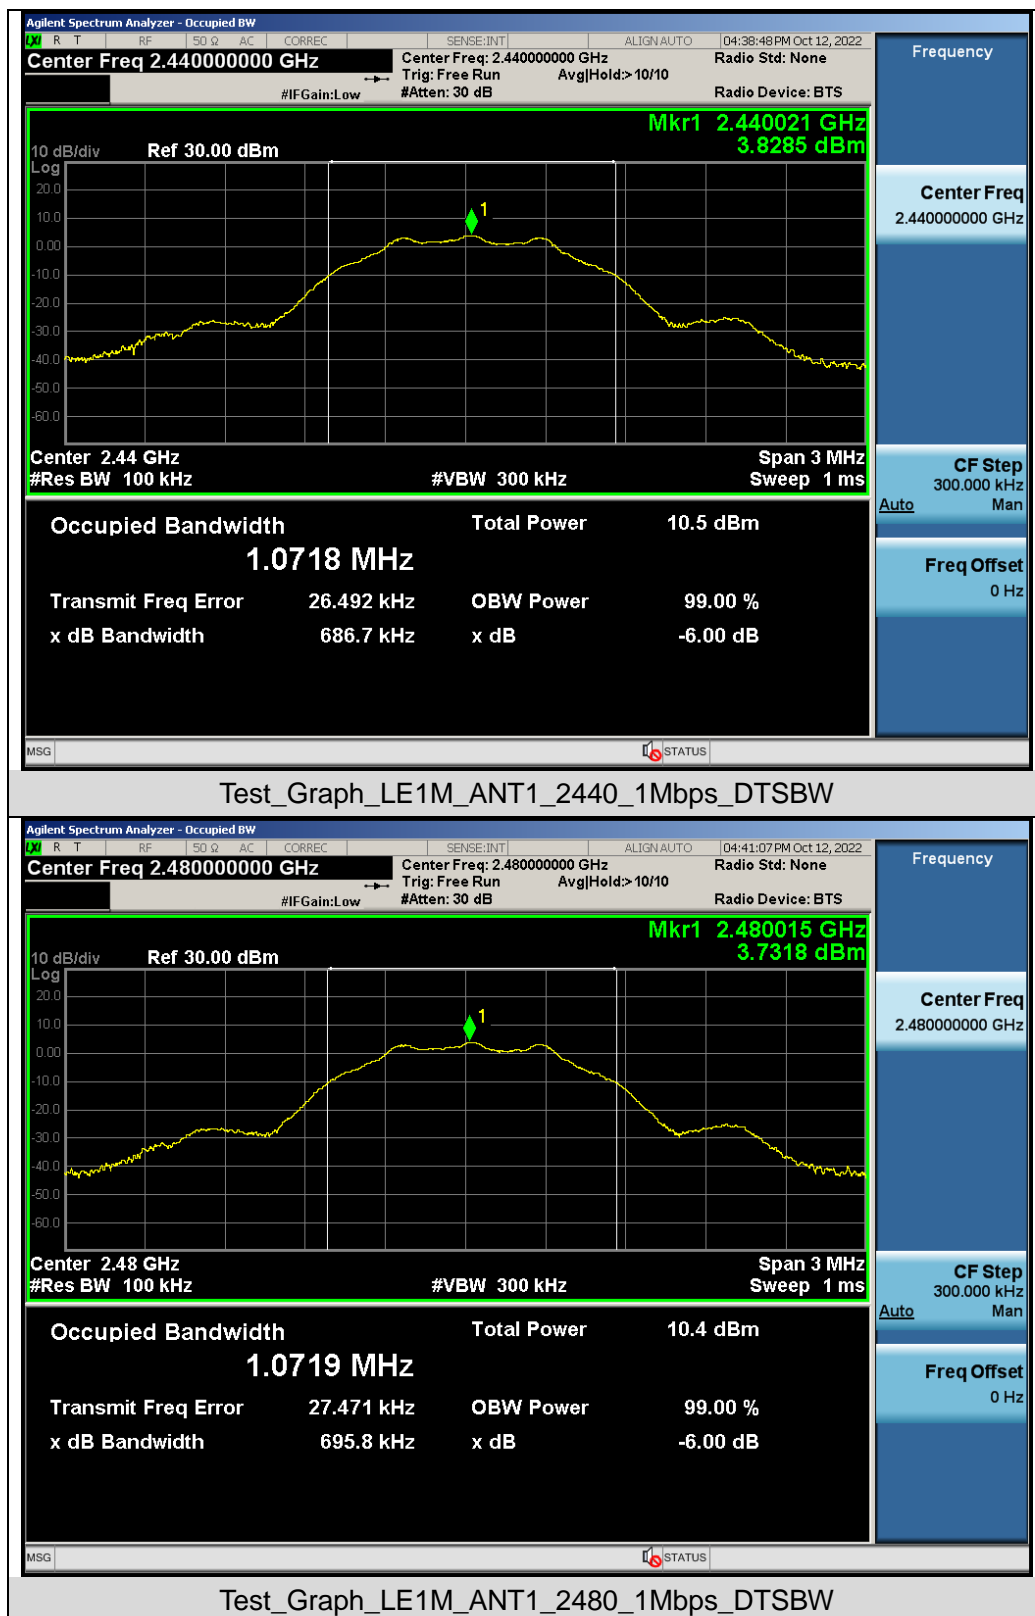 Agilent Spectrum Analyzer - Occupied BW
LXI R T RF 50 Ω AC CORREC SENSE:INT ALIGN AUTO 04:38:48 PM Oct 12, 2022
Center Freq 2.440000000 GHz
Center Freq: 2.440000000 GHz
Radio Std: None
Trig: Free Run Avg|Hold:>10/10
#IFGain:Low
#Atten: 30 dB
Radio Device: BTS
Frequency
Mkr1 2.440021 GHz
3.8285 dBm
10 dB/div Ref 30.00 dBm
Log
20.0
10.0
0.00
-10.0
-20.0
-30.0
-40.0
-50.0
-60.0
1
Center Freq
2.440000000 GHz
Center 2.44 GHz Span 3 MHz
#Res BW 100 kHz #VBW 300 kHz Sweep 1 ms
CF Step
300.000 kHz
Auto Man
Freq Offset
0 Hz
Occupied Bandwidth Total Power 10.5 dBm
1.0718 MHz
Transmit Freq Error 26.492 kHz OBW Power 99.00 %
x dB Bandwidth 686.7 kHz x dB -6.00 dB
MSG STATUS
Test_Graph_LE1M_ANT1_2440_1Mbps_DTSBW
Agilent Spectrum Analyzer - Occupied BW
LXI R T RF 50 Ω AC CORREC SENSE:INT ALIGN AUTO 04:41:07 PM Oct 12, 2022
Center Freq 2.480000000 GHz
Center Freq: 2.480000000 GHz
Radio Std: None
Trig: Free Run Avg|Hold:>10/10
#IFGain:Low
#Atten: 30 dB
Radio Device: BTS
Frequency
Mkr1 2.480015 GHz
3.7318 dBm
10 dB/div Ref 30.00 dBm
Log
20.0
10.0
0.00
-10.0
-20.0
-30.0
-40.0
-50.0
-60.0
1
Center Freq
2.480000000 GHz
Center 2.48 GHz Span 3 MHz
#Res BW 100 kHz #VBW 300 kHz Sweep 1 ms
CF Step
300.000 kHz
Auto Man
Freq Offset
0 Hz
Occupied Bandwidth Total Power 10.4 dBm
1.0719 MHz
Transmit Freq Error 27.471 kHz OBW Power 99.00 %
x dB Bandwidth 695.8 kHz x dB -6.00 dB
MSG STATUS
Test_Graph_LE1M_ANT1_2480_1Mbps_DTSBW